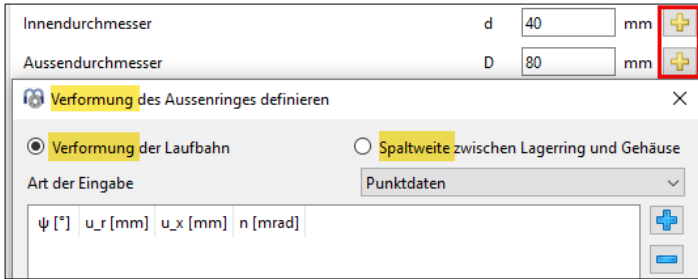 Innendurchmesser d 40 mm
Aussendurchmesser D 80 mm
Verformung des Aussenringes definieren
Verformung der Laufbahn Spaltweite zwischen Lagerring und Gehäuse
Art der Eingabe Punktdaten
ψ [°] u_r [mm] u_x [mm] n [mrad]